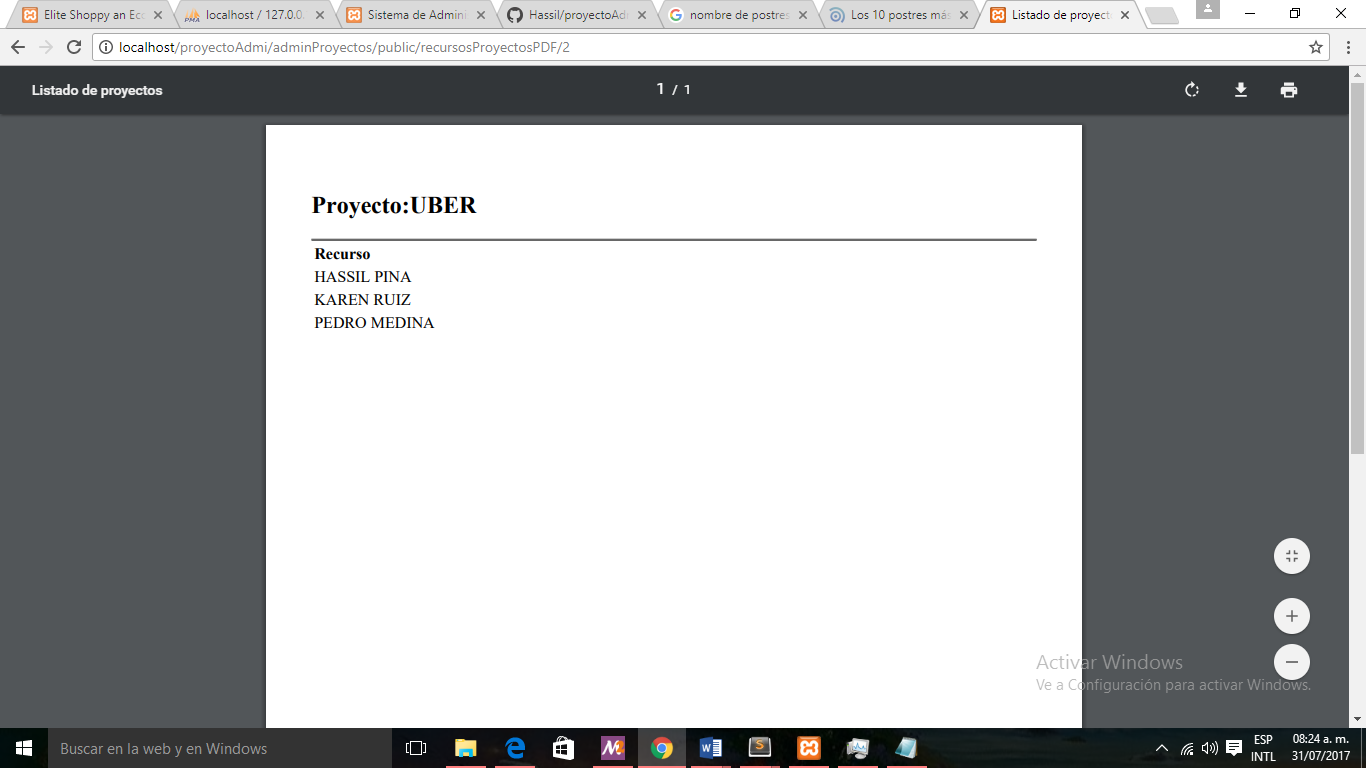 Elite Shoppy an Ec
localhost / 127.0.0.
Sistema de Admini
Hassil/proyectoAd
nombre de postres
Los 10 postres más
Listado de proyect
localhost/proyectoAdmi/adminProyectos/public/recursosProyectosPDF/2
Listado de proyectos
1 / 1
Proyecto:UBER
Recurso
HASSIL PINA
KAREN RUIZ
PEDRO MEDINA
Activar Windows
Ve a Configuración para activar Windows.
Buscar en la web y en Windows
ESP
INTL
08:24 a. m.
31/07/2017